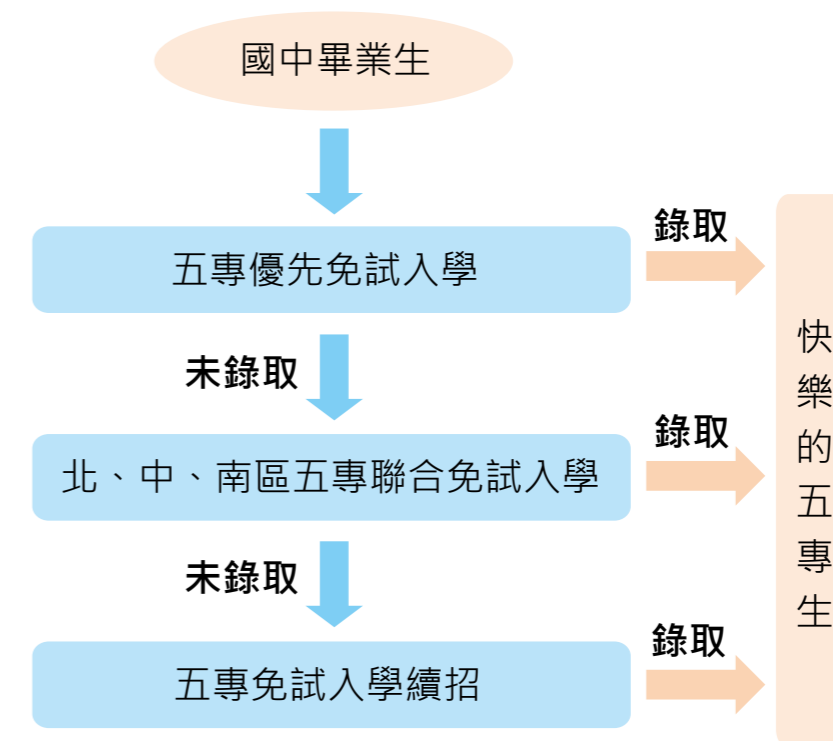 國中畢業生
五專優先免試入學
錄取
未錄取
北、中、南區五專聯合免試入學
錄取
未錄取
五專免試入學續招
錄取
快樂的五專生